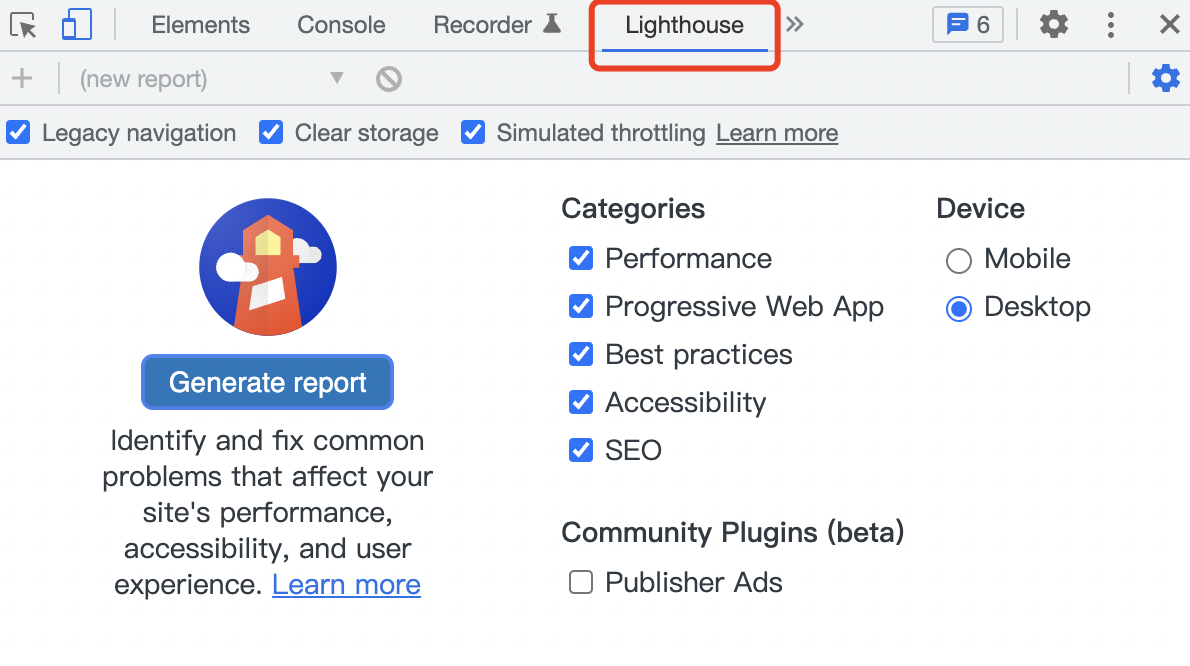 Elements Console Recorder Lighthouse 6
(new report)
Legacy navigation Clear storage Simulated throttling Learn more
Categories
Performance
Progressive Web App
Best practices
Accessibility
SEO
Community Plugins (beta)
Publisher Ads
Device
Mobile
Desktop
Generate report
Identify and fix common
problems that affect your
site's performance,
accessibility, and user
experience. Learn more